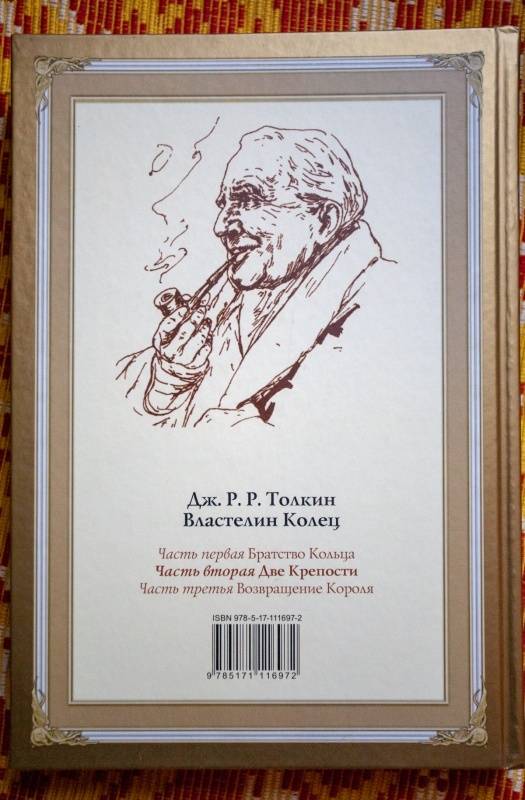 Дж. Р. Р. Толкин
Властелин Колец
Часть первая Братство Кольца
Часть вторая Две Крепости
Часть третья Возвращение Короля
ISBN 978-5-17-111697-2
9 785171 116972